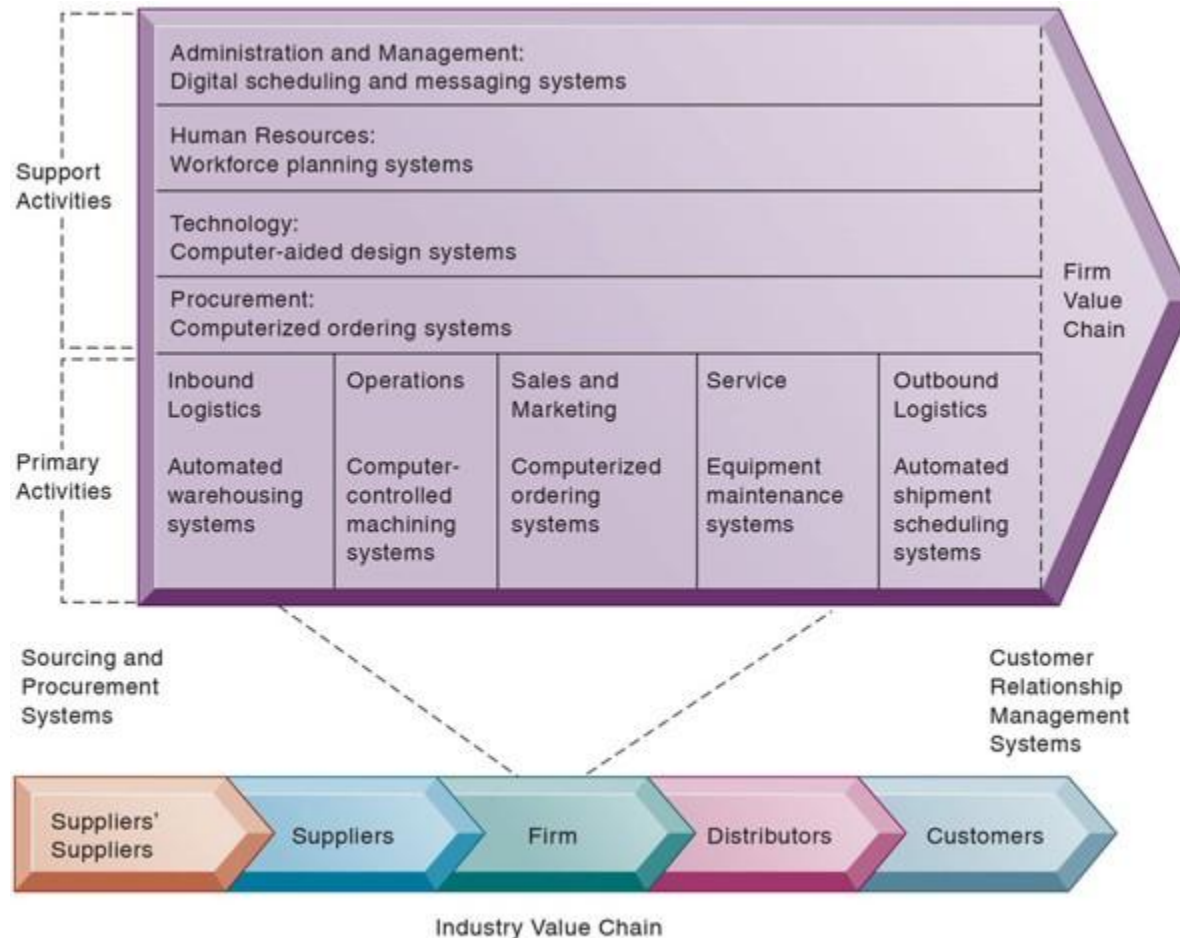 Administration and Management:
Digital scheduling and messaging systems
Human Resources:
Workforce planning systems
Support
Activities
Technology:
Computer-aided design systems
Procurement:
Computerized ordering systems
Firm
Value
Chain
Primary
Activities
Inbound
Logistics
Automated
warehousing
systems
Operations
Computer-
controlled
machining
systems
Sales and
Marketing
Computerized
ordering
systems
Service
Equipment
maintenance
systems
Outbound
Logistics
Automated
shipment
scheduling
systems
Sourcing and
Procurement
Systems
Customer
Relationship
Management
Systems
Suppliers’
Suppliers
Suppliers
Firm
Distributors
Customers
Industry Value Chain